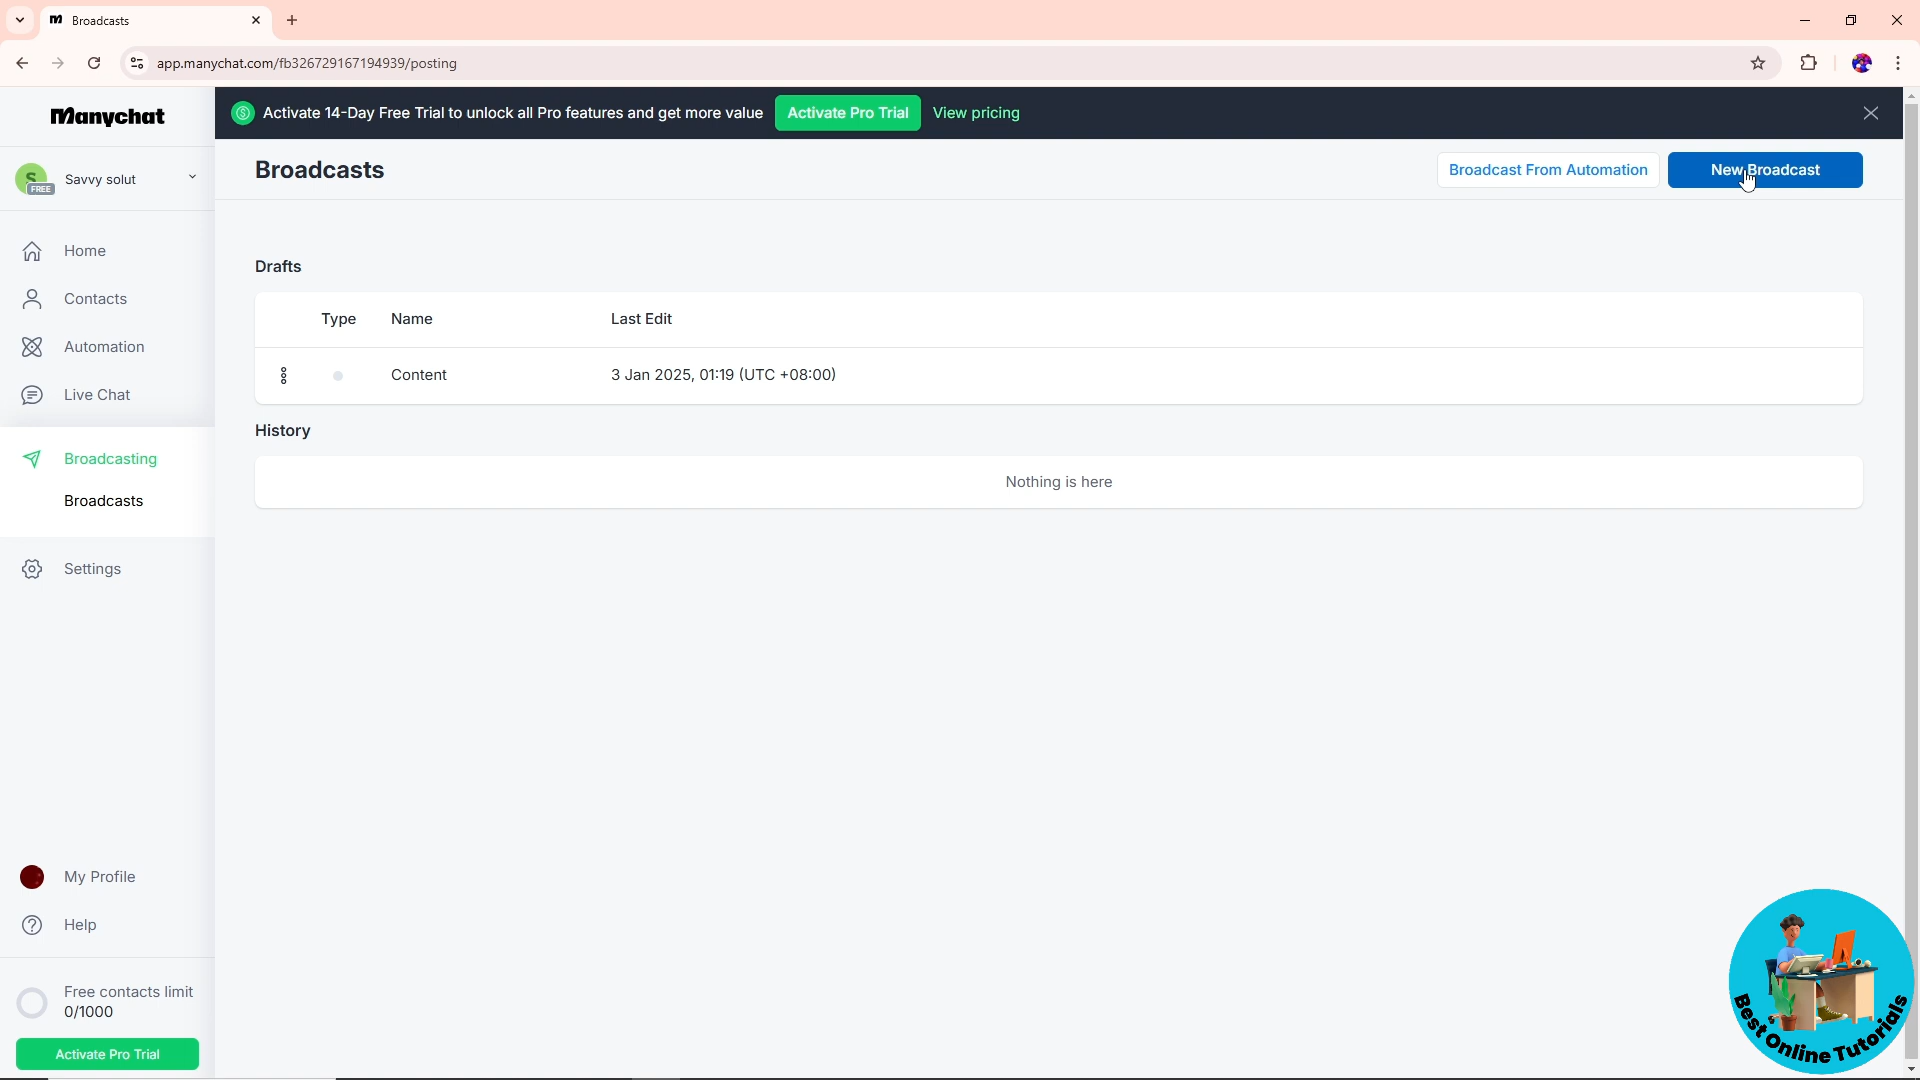 Broadcasts
app.manychat.com/fb326729167194939/posting
Manychat
Activate 14-Day Free Trial to unlock all Pro features and get more value
Activate Pro Trial
View pricing
S
FREE
Savvy solut
Broadcasts
Broadcast From Automation
New Broadcast
Home
Contacts
Automation
Live Chat
Broadcasting
Broadcasts
Settings
Drafts
Type Name Last Edit
Content 3 Jan 2025, 01:19 (UTC +08:00)
History
Nothing is here
My Profile
Help
Free contacts limit
0/1000
Activate Pro Trial
Best Online Tutorials